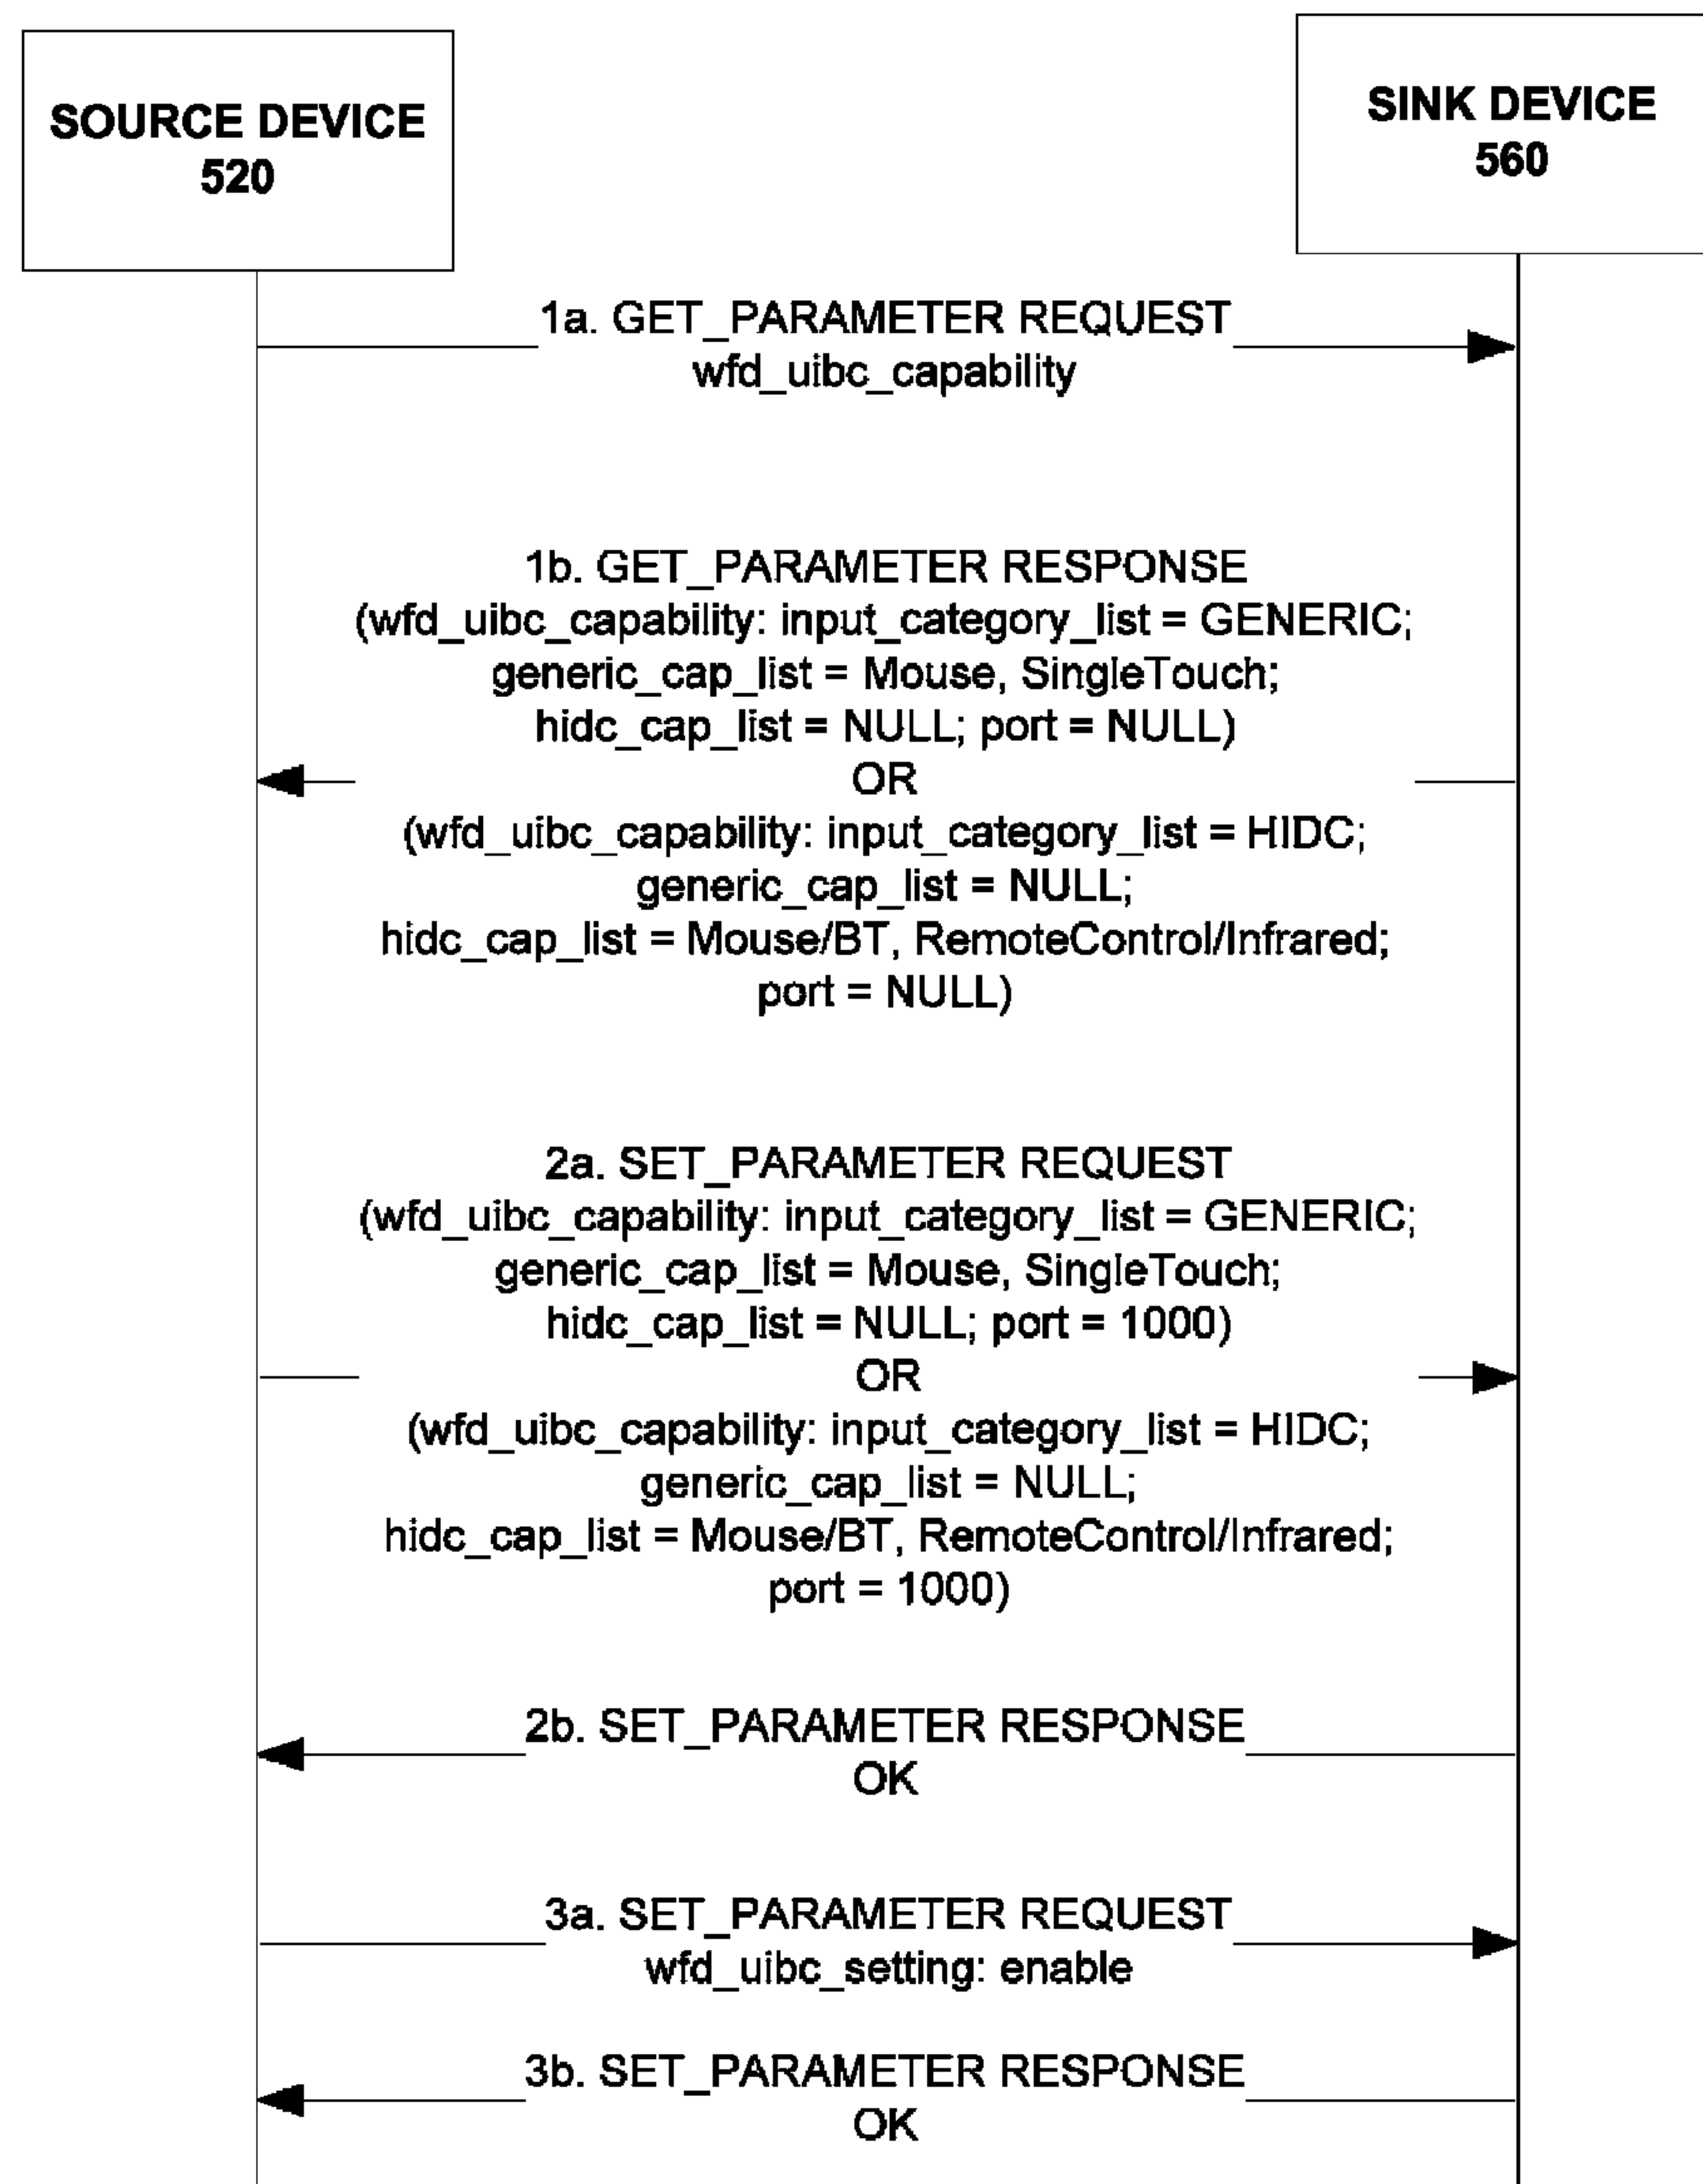 SOURCE DEVICE
520
SINK DEVICE
560
1a. GET_PARAMETER REQUEST
wfd_uibc_capability
1b. GET_PARAMETER RESPONSE
(wfd_uibc_capability: input_category_list = GENERIC;
generic_cap_list = Mouse, SingleTouch;
hidc_cap_list = NULL; port = NULL)
OR
(wfd_uibc_capability: input_category_list = HIDC;
generic_cap_list = NULL;
hidc_cap_list = Mouse/BT, RemoteControl/Infrared;
port = NULL)
2a. SET_PARAMETER REQUEST
(wfd_uibc_capability: input_category_list = GENERIC;
generic_cap_list = Mouse, SingleTouch;
hidc_cap_list = NULL; port = 1000)
OR
(wfd_uibc_capability: input_category_list = HIDC;
generic_cap_list = NULL;
hidc_cap_list = Mouse/BT, RemoteControl/Infrared;
port = 1000)
2b. SET_PARAMETER RESPONSE
OK
3a. SET_PARAMETER REQUEST
wfd_uibc_setting: enable
3b. SET_PARAMETER RESPONSE
OK